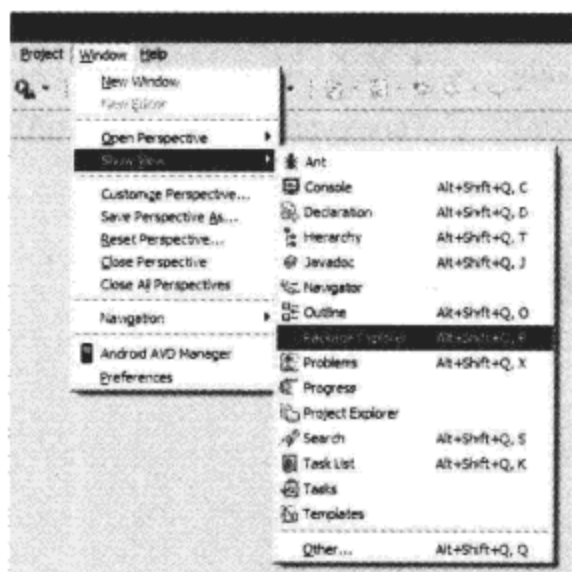 Project Window Help
New Window
New Editor
Open Perspective
Show View
Customize Perspective...
Save Perspective As...
Reset Perspective...
Close Perspective
Close All Perspectives
Navigation
Android AVD Manager
Preferences
Ant
Console Alt+Shift+Q, C
Declaration Alt+Shift+Q, D
Hierarchy Alt+Shift+Q, T
Javadoc Alt+Shift+Q, J
Navigator
Outline Alt+Shift+Q, O
Package Explorer Alt+Shift+Q, P
Problems Alt+Shift+Q, X
Progress
Project Explorer
Search Alt+Shift+Q, S
Task List Alt+Shift+Q, K
Tasks
Templates
Other... Alt+Shift+Q, Q